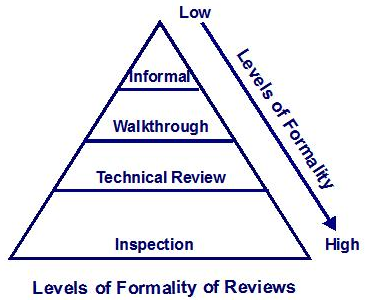 Low
Levels of Formality
Informal
Walkthrough
Technical Review
Inspection
High
Levels of Formality of Reviews